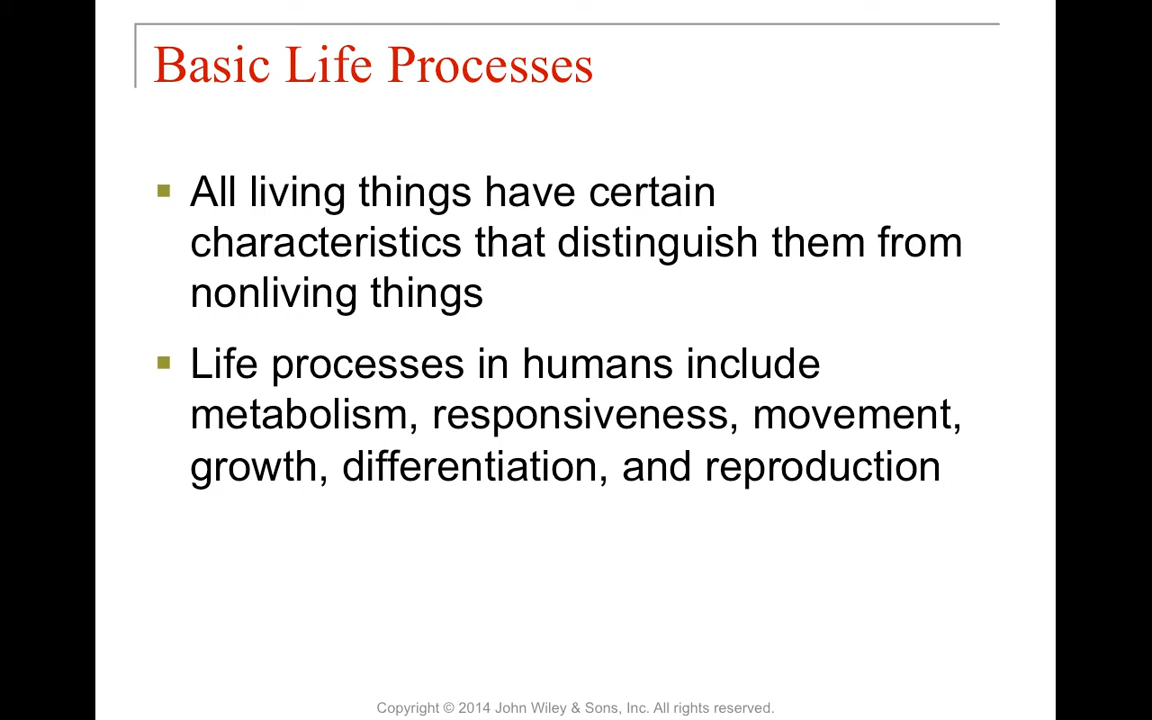 Basic Life Processes
All living things have certain
characteristics that distinguish them from
nonliving things
Life processes in humans include
metabolism, responsiveness, movement,
growth, differentiation, and reproduction
Copyright © 2014 John Wiley & Sons, Inc. All rights reserved.